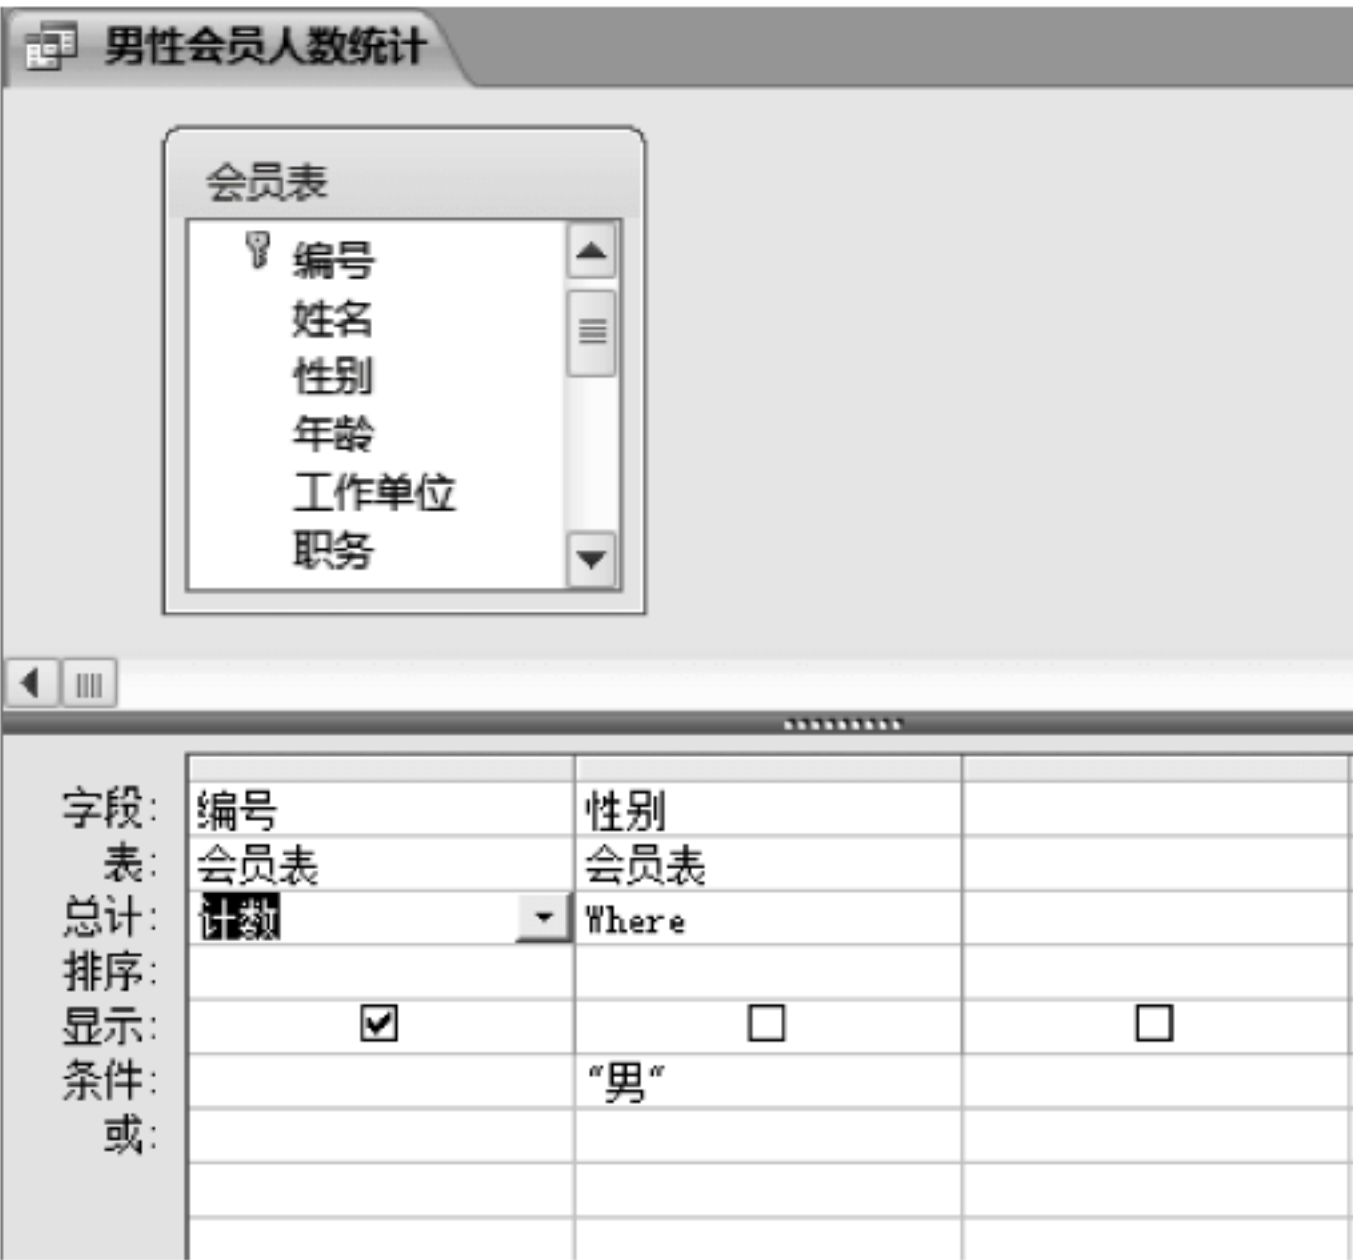 男性会员人数统计
会员表
编号
姓名
性别
年龄
工作单位
职务
字段: 编号 性别
表: 会员表 会员表
总计: 计数 Where
排序:
显示:
条件: "男"
或: